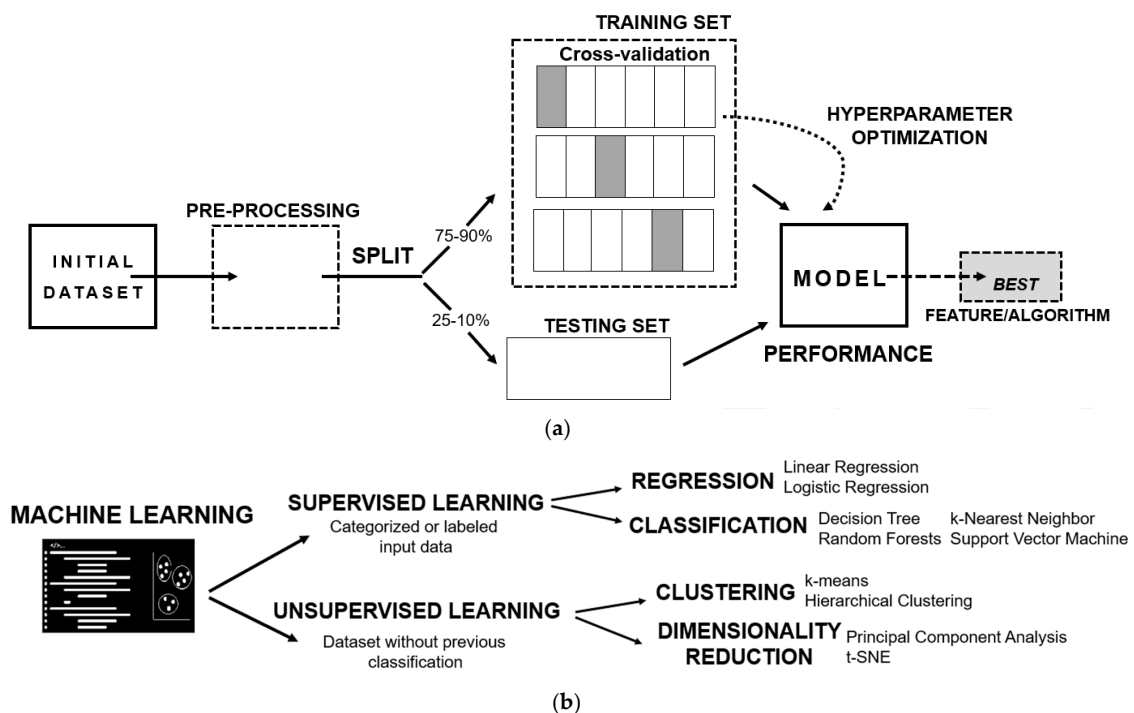 TRAINING SET
Cross-validation
HYPERPARAMETER
OPTIMIZATION
PRE-PROCESSING
INITIAL
DATASET
SPLIT
75-90%
25-10%
TESTING SET
MODEL
PERFORMANCE
BEST
FEATURE/ALGORITHM
(a)
MACHINE LEARNING
</>...
SUPERVISED LEARNING
Categorized or labeled
input data
REGRESSION
Linear Regression
Logistic Regression
CLASSIFICATION
Decision Tree
Random Forests
k-Nearest Neighbor
Support Vector Machine
UNSUPERVISED LEARNING
Dataset without previous
classification
CLUSTERING
k-means
Hierarchical Clustering
DIMENSIONALITY
REDUCTION
Principal Component Analysis
t-SNE
(b)